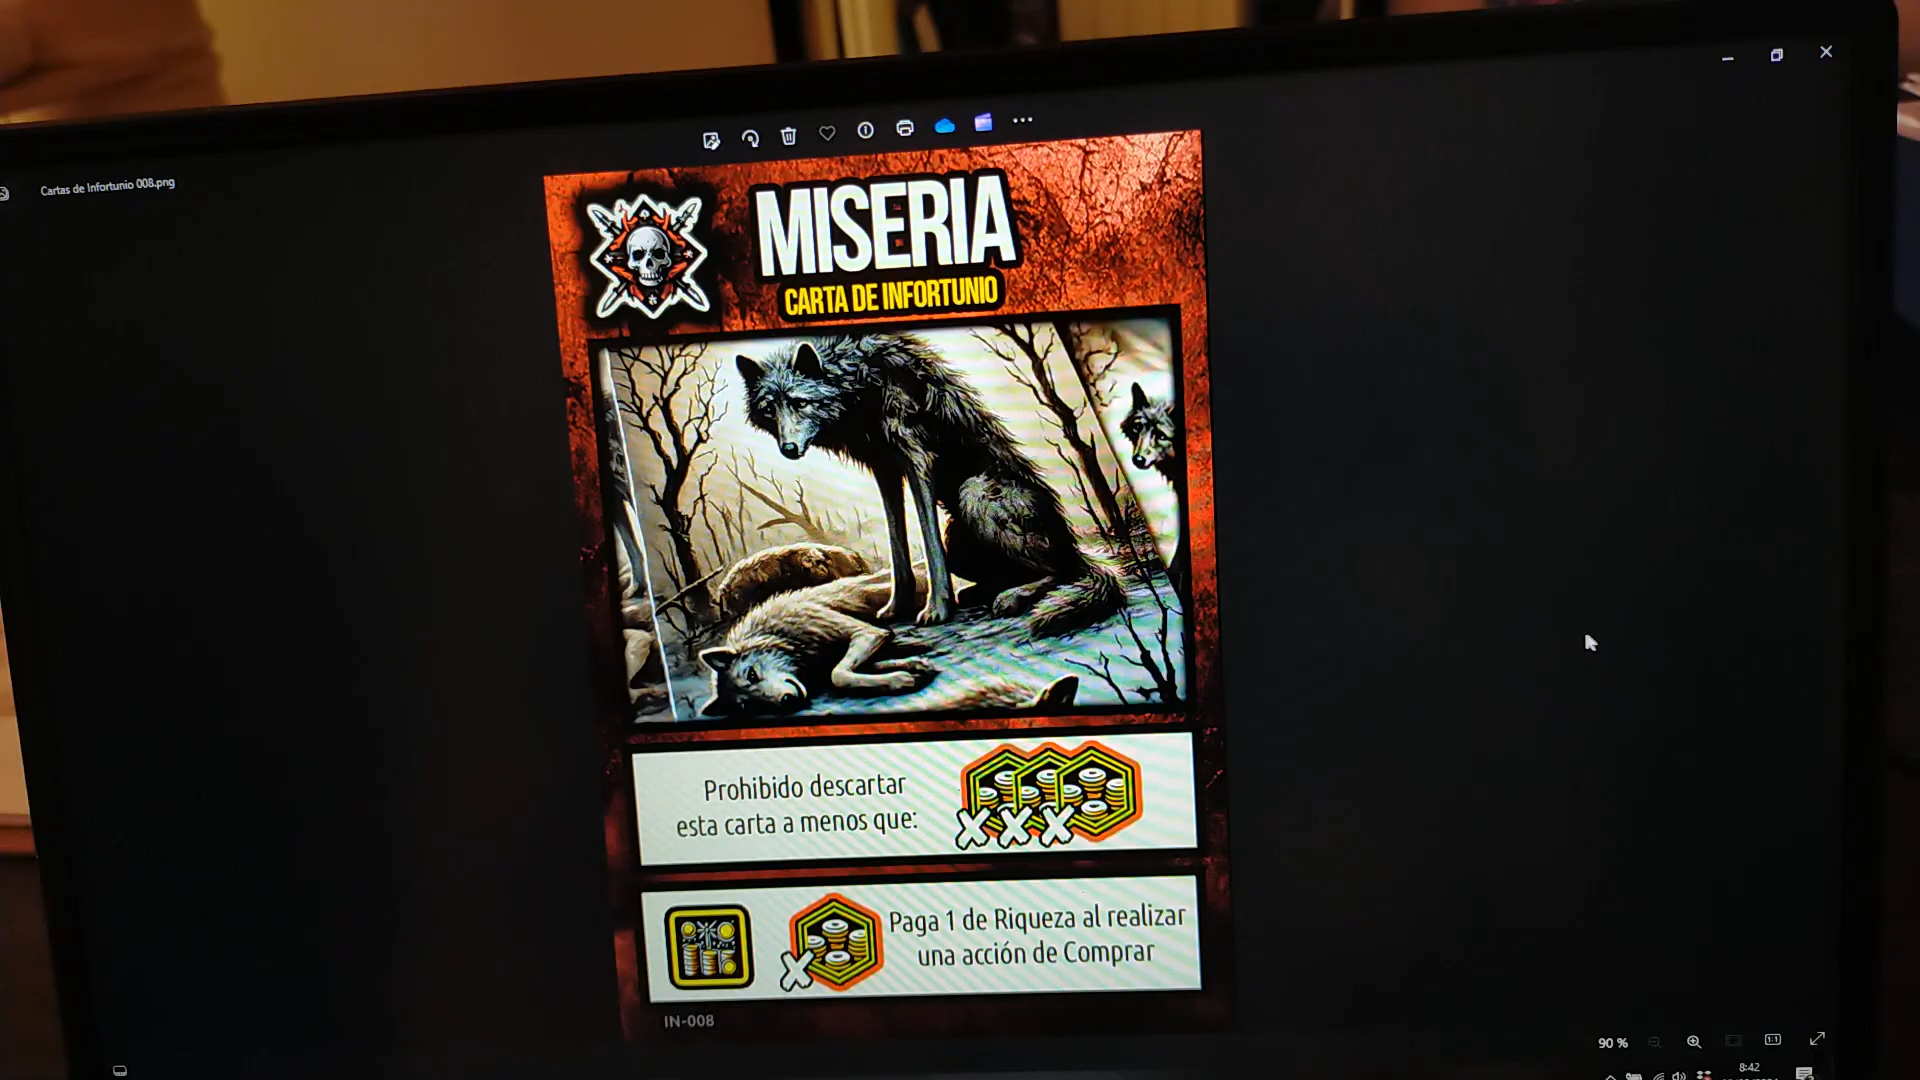 Cartas de Infortunio 008.png
MISERIA
CARTA DE INFORTUNIO
Prohibido descartar
esta carta a menos que:
Paga 1 de Riqueza al realizar
una acción de Comprar
IN-008
90 %
8:42